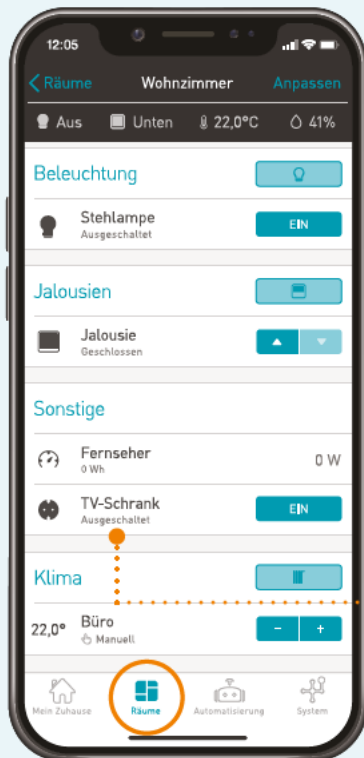 12:05
Räume Wohnzimmer Anpassen
Aus Unten 22,0°C 41%
Beleuchtung
Stehlampe
Ausgeschaltet
EIN
Jalousien
Jalousie
Geschlossen
Sonstige
Fernseher
0 Wh
0 W
TV-Schrank
Ausgeschaltet
EIN
Klima
22,0°
Büro
Manuell
- +
Mein Zuhause Räume Automatisierung System